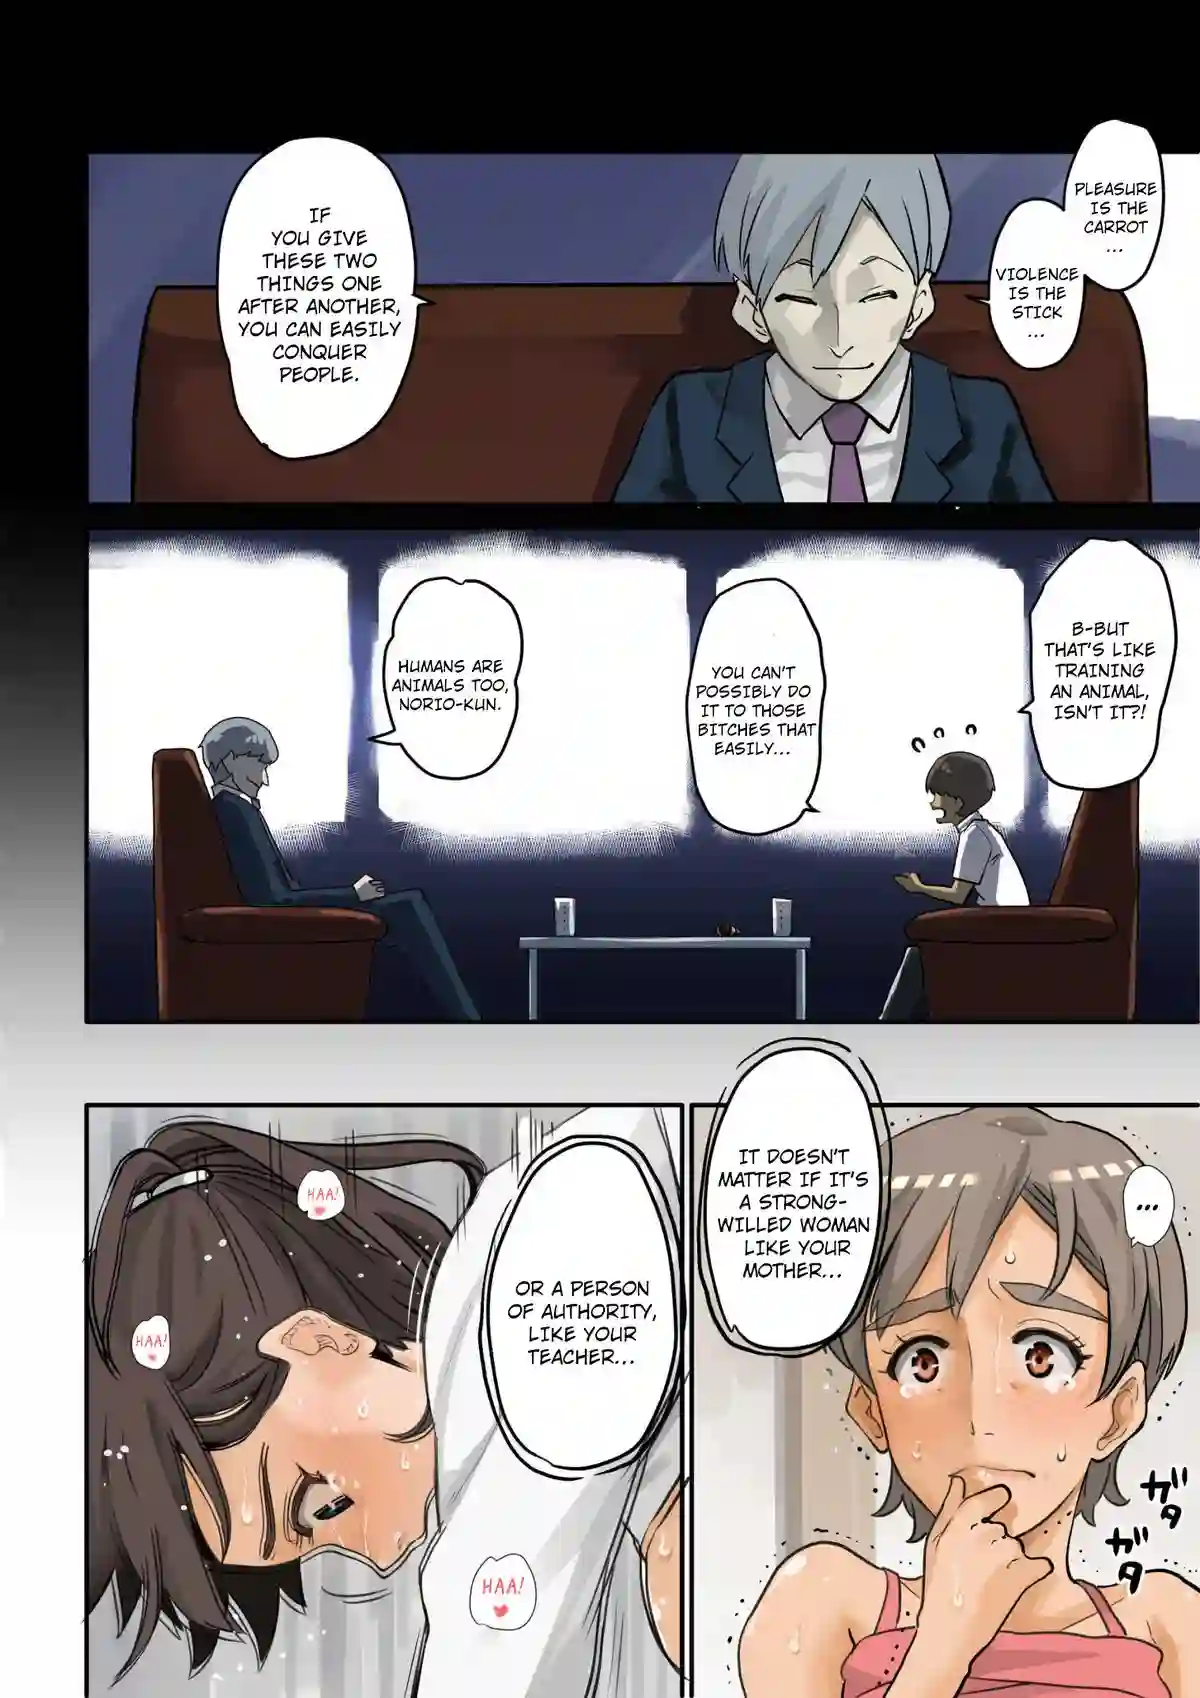 PLEASURE
IS THE
CARROT
...
VIOLENCE
IS THE
STICK
...
IF
YOU GIVE
THESE TWO
THINGS ONE
AFTER ANOTHER,
YOU CAN EASILY
CONQUER
PEOPLE.
B-BUT
THAT'S LIKE
TRAINING
AN ANIMAL,
ISN'T IT?!
YOU CAN'T
POSSIBLY DO
IT TO THOSE
BITCHES THAT
EASILY...
HUMANS ARE
ANIMALS TOO,
NORIO-KUN.
...
IT DOESN'T
MATTER IF IT'S
A STRONG-
WILLED WOMAN
LIKE YOUR
MOTHER...
ガタ
ガタ
OR A PERSON
OF AUTHORITY,
LIKE YOUR
TEACHER...
HAA!
HAA!
HAA!